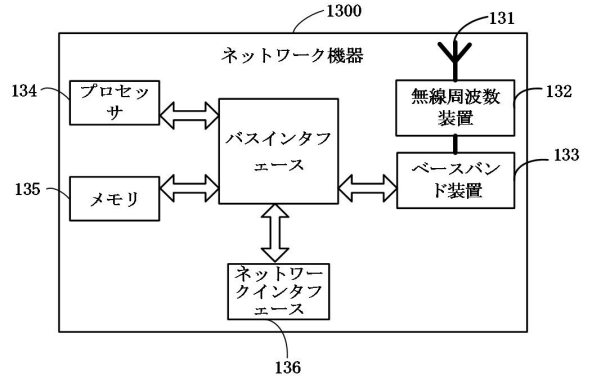 1300
131
ネットワーク機器
134
プロセッ
サ
無線周波数
装置
132
バスインタフ
ェース
133
ベースバン
ド装置
135
メモリ
ネットワー
クインタフ
ェース
136